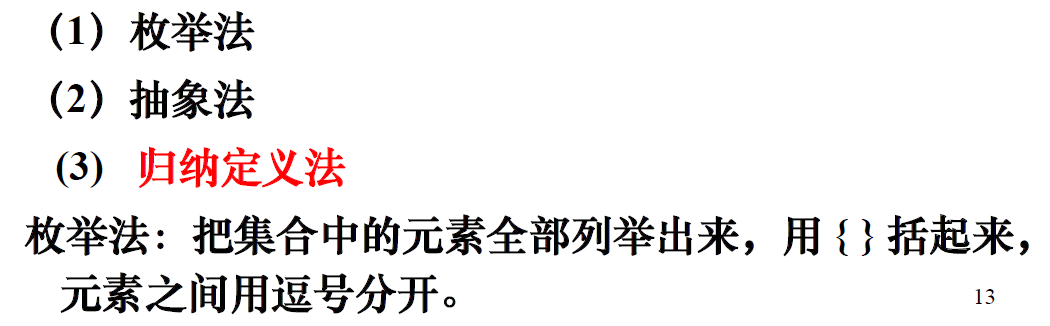 （1）枚举法
（2）抽象法
(3) 归纳定义法
枚举法：把集合中的元素全部列举出来，用 { } 括起来，
元素之间用逗号分开。
13